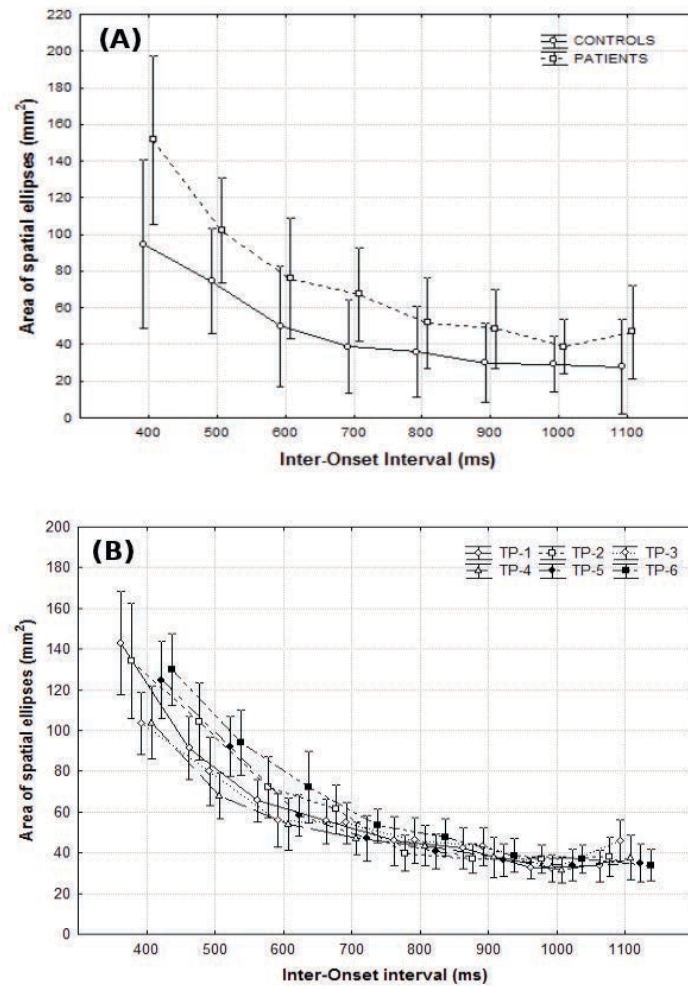 (A)
CONTROLS
PATIENTS
Area of spatial ellipses (mm²)
220
200
180
160
140
120
100
80
60
40
20
0
400 500 600 700 800 900 1000 1100
Inter-Onset Interval (ms)
(B)
TP-1 TP-2 TP-3
TP-4 TP-5 TP-6
Area of spatial ellipses (mm²)
200
180
160
140
120
100
80
60
40
20
0
400 500 600 700 800 900 1000 1100
Inter-Onset interval (ms)